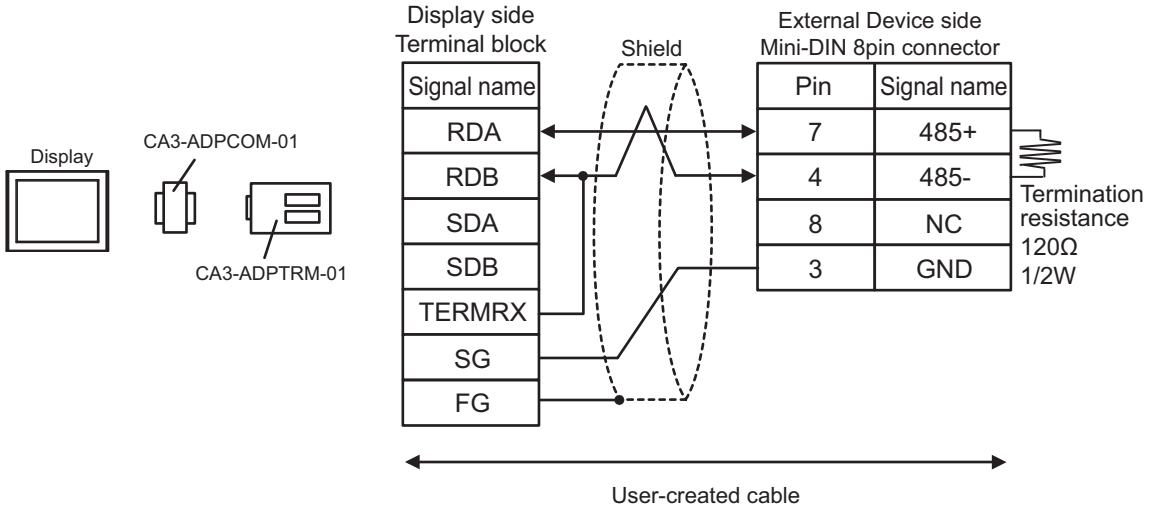 Display side
Terminal block
Shield
External Device side
Mini-DIN 8pin connector
Signal name
Pin Signal name
RDA
7 485+
RDB
4 485-
SDA
8 NC
SDB
3 GND
TERMRX
SG
FG
Display
CA3-ADPCOM-01
CA3-ADPTRM-01
Termination
resistance
120Ω
1/2W
User-created cable